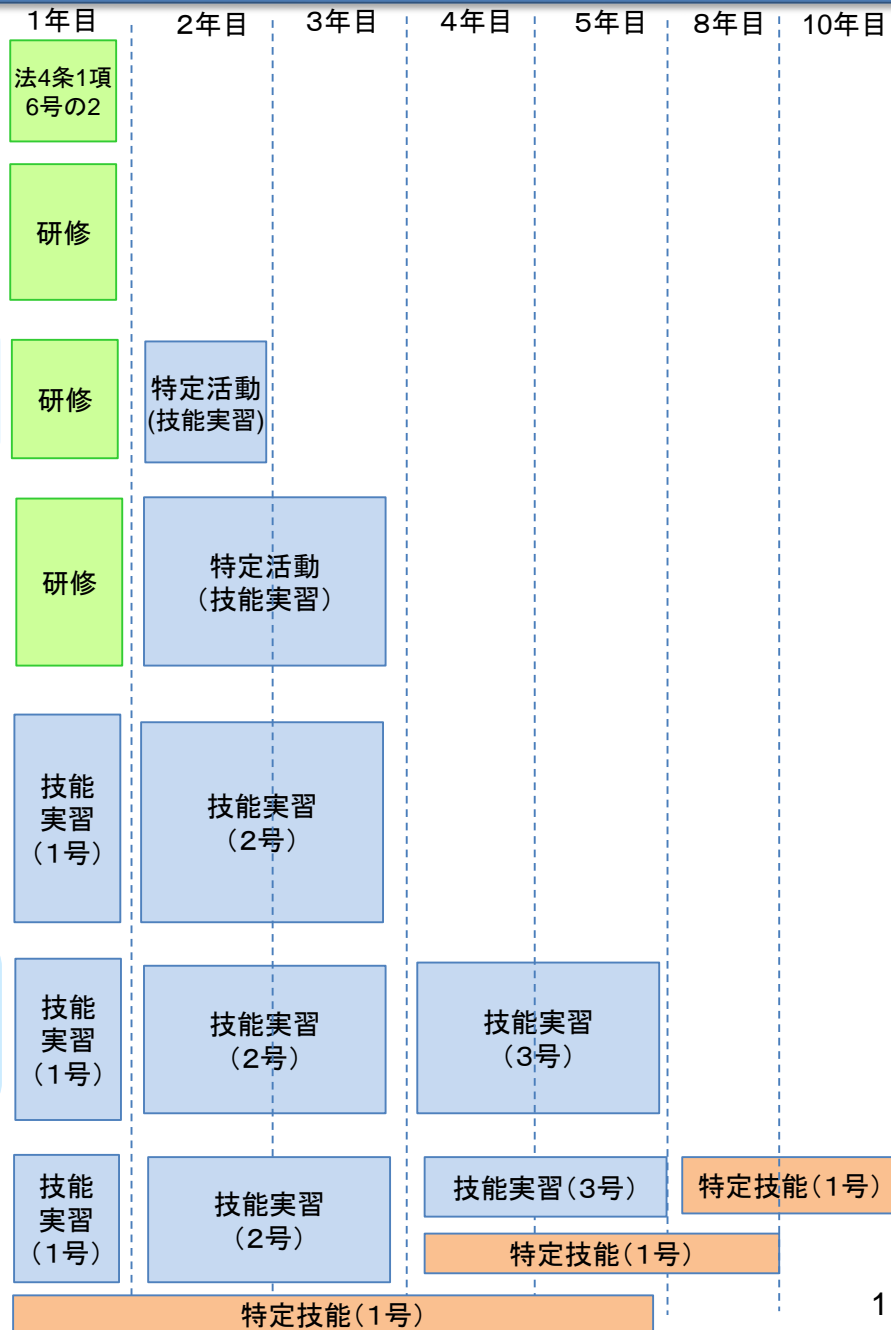 1年目 2年目 3年目 4年目 5年目 8年目 10年目
法4条1項
6号の2
研修
研修
特定活動
(技能実習)
研修
特定活動
（技能実習）
技能
実習
（１号）
技能実習
（２号）
技能
実習
（１号）
技能実習
（２号）
技能実習
（３号）
技能
実習
（１号）
技能実習
（２号）
技能実習（３号）
特定技能（１号）
特定技能（１号）
特定技能（１号）
1